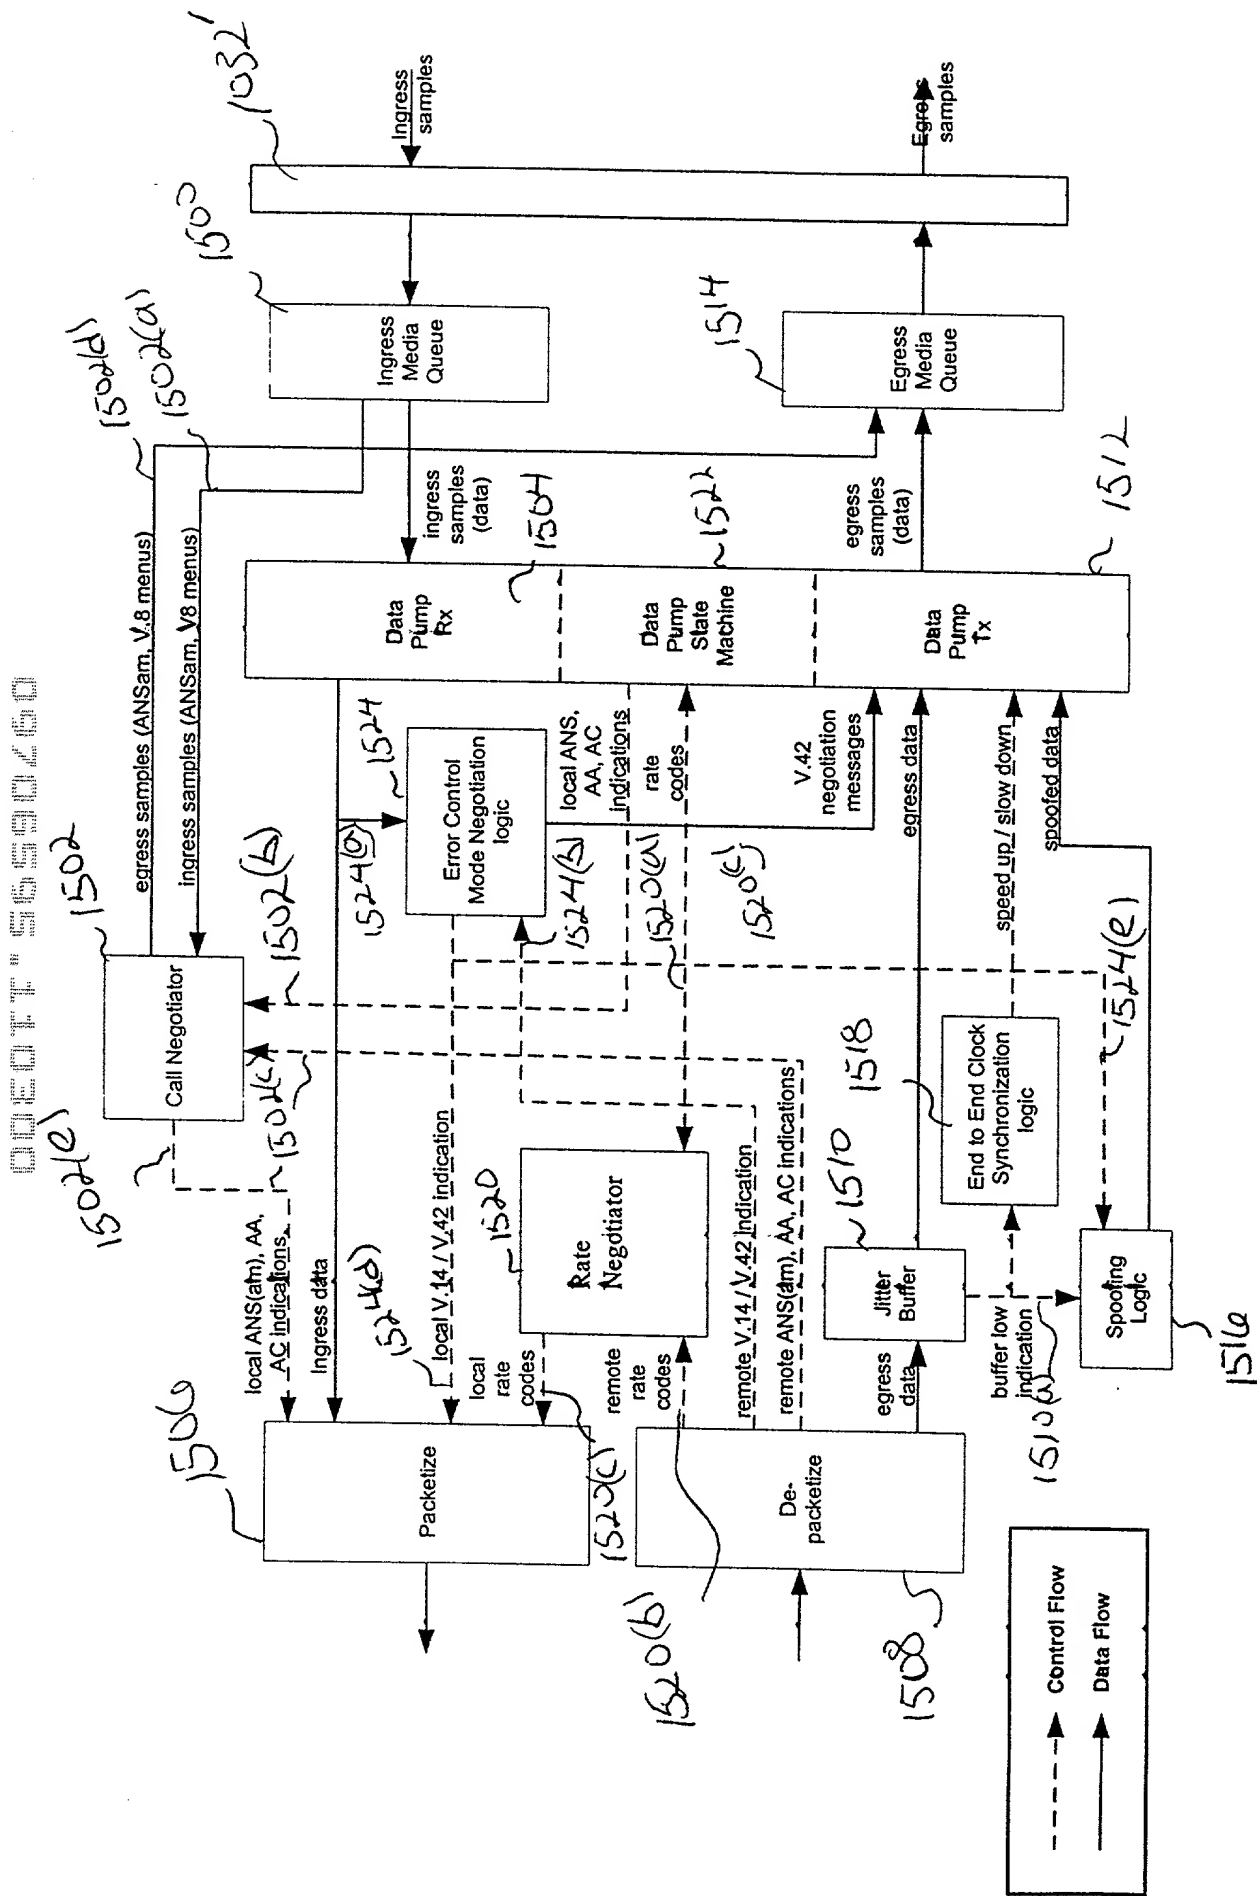 1032'
Ingress
samples
Egress
samples
1500
Ingress
Media
Queue
1514
Egress
Media
Queue
1502(d)
1502(a)
egress samples (ANSam, V.8 menus)
ingress samples (ANSam, V8 menus)
ingress
samples
(data)
egress
samples
(data)
1504
1522
1512
Data
Pump
Rx
Data
Pump
State
Machine
Data
Pump
Tx
1502
Call Negotiator
1502(e)
1502(b)
1502(c)
1524
1524(a)
Error Control
Mode Negotiation
logic
1524(b)
local ANS,
AA, AC
indications
rate
codes
1520(a)
1520(c)
V.42
negotiation
messages
egress data
speed up / slow down
spoofed data
local ANS(am), AA,
AC indications
Ingress data
1524(d)
local V.14 / V.42 indication
1520
Rate
Negotiator
local
rate
codes
remote
rate
codes
remote V.14 / V.42 indication
remote ANS(am), AA, AC indications
1510
Jitter
Buffer
egress
data
1518
End to End Clock
Synchronization
logic
1524(e)
buffer low
indication
1510(a)
Spoofing
Logic
1516
1506
Packetize
1520(c)
1520(b)
De-
packetize
1508
Control Flow
Data Flow